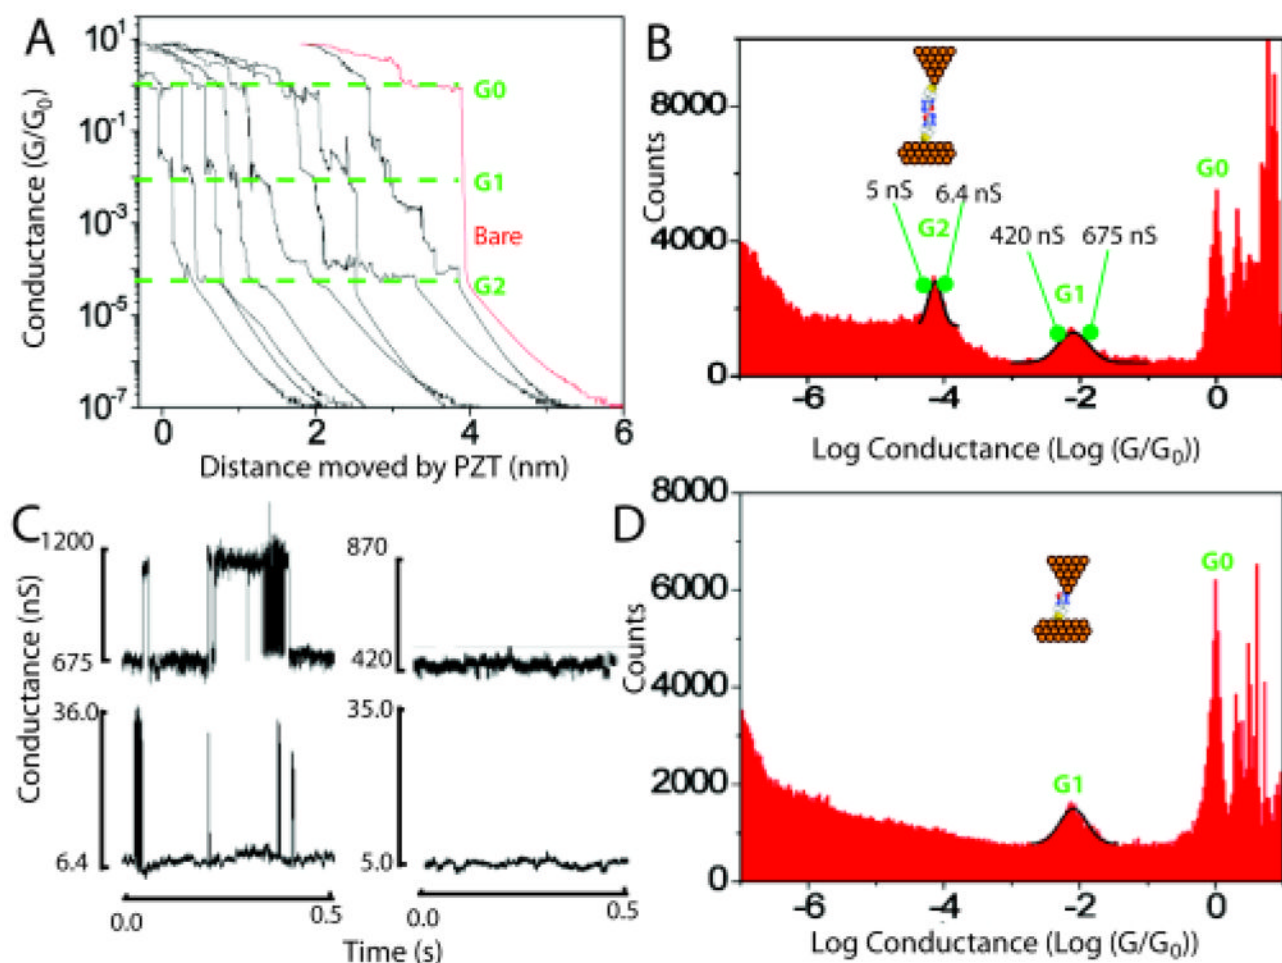 A
Conductance (G/G₀)
10¹
10⁻¹
10⁻³
10⁻⁵
10⁻⁷
G0
G1
Bare
G2
0 2 4 6
Distance moved by PZT (nm)
B
Counts
8000
4000
0
5 nS
6.4 nS
G2
420 nS
675 nS
G1
G0
-6 -4 -2 0
Log Conductance (Log (G/G₀))
C
Conductance (nS)
1200
675
870
420
36.0
6.4
35.0
5.0
0.0 0.5
0.0 0.5
Time (s)
D
Counts
8000
6000
4000
2000
0
G1
G0
-6 -4 -2 0
Log Conductance (Log (G/G₀))